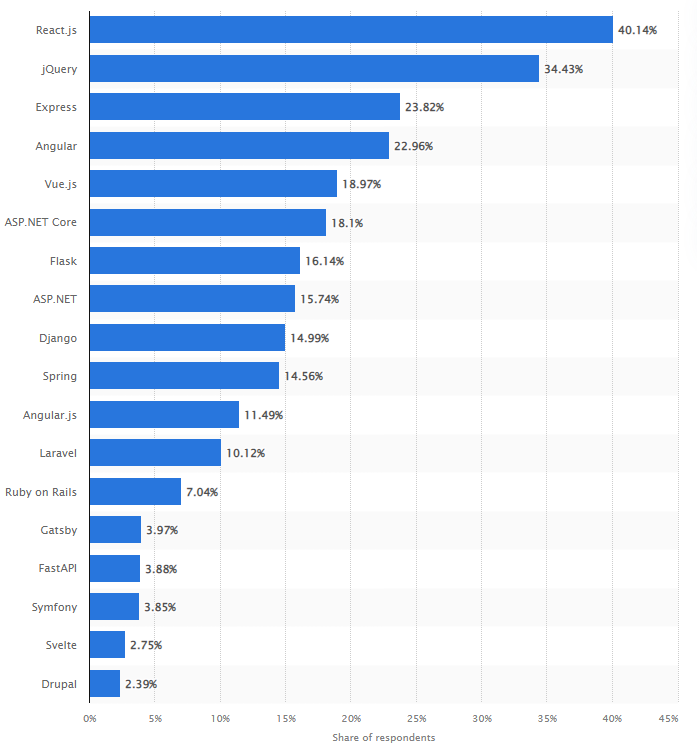 React.js 40.14%
jQuery 34.43%
Express 23.82%
Angular 22.96%
Vue.js 18.97%
ASP.NET Core 18.1%
Flask 16.14%
ASP.NET 15.74%
Django 14.99%
Spring 14.56%
Angular.js 11.49%
Laravel 10.12%
Ruby on Rails 7.04%
Gatsby 3.97%
FastAPI 3.88%
Symfony 3.85%
Svelte 2.75%
Drupal 2.39%
0% 5% 10% 15% 20% 25% 30% 35% 40% 45%
Share of respondents